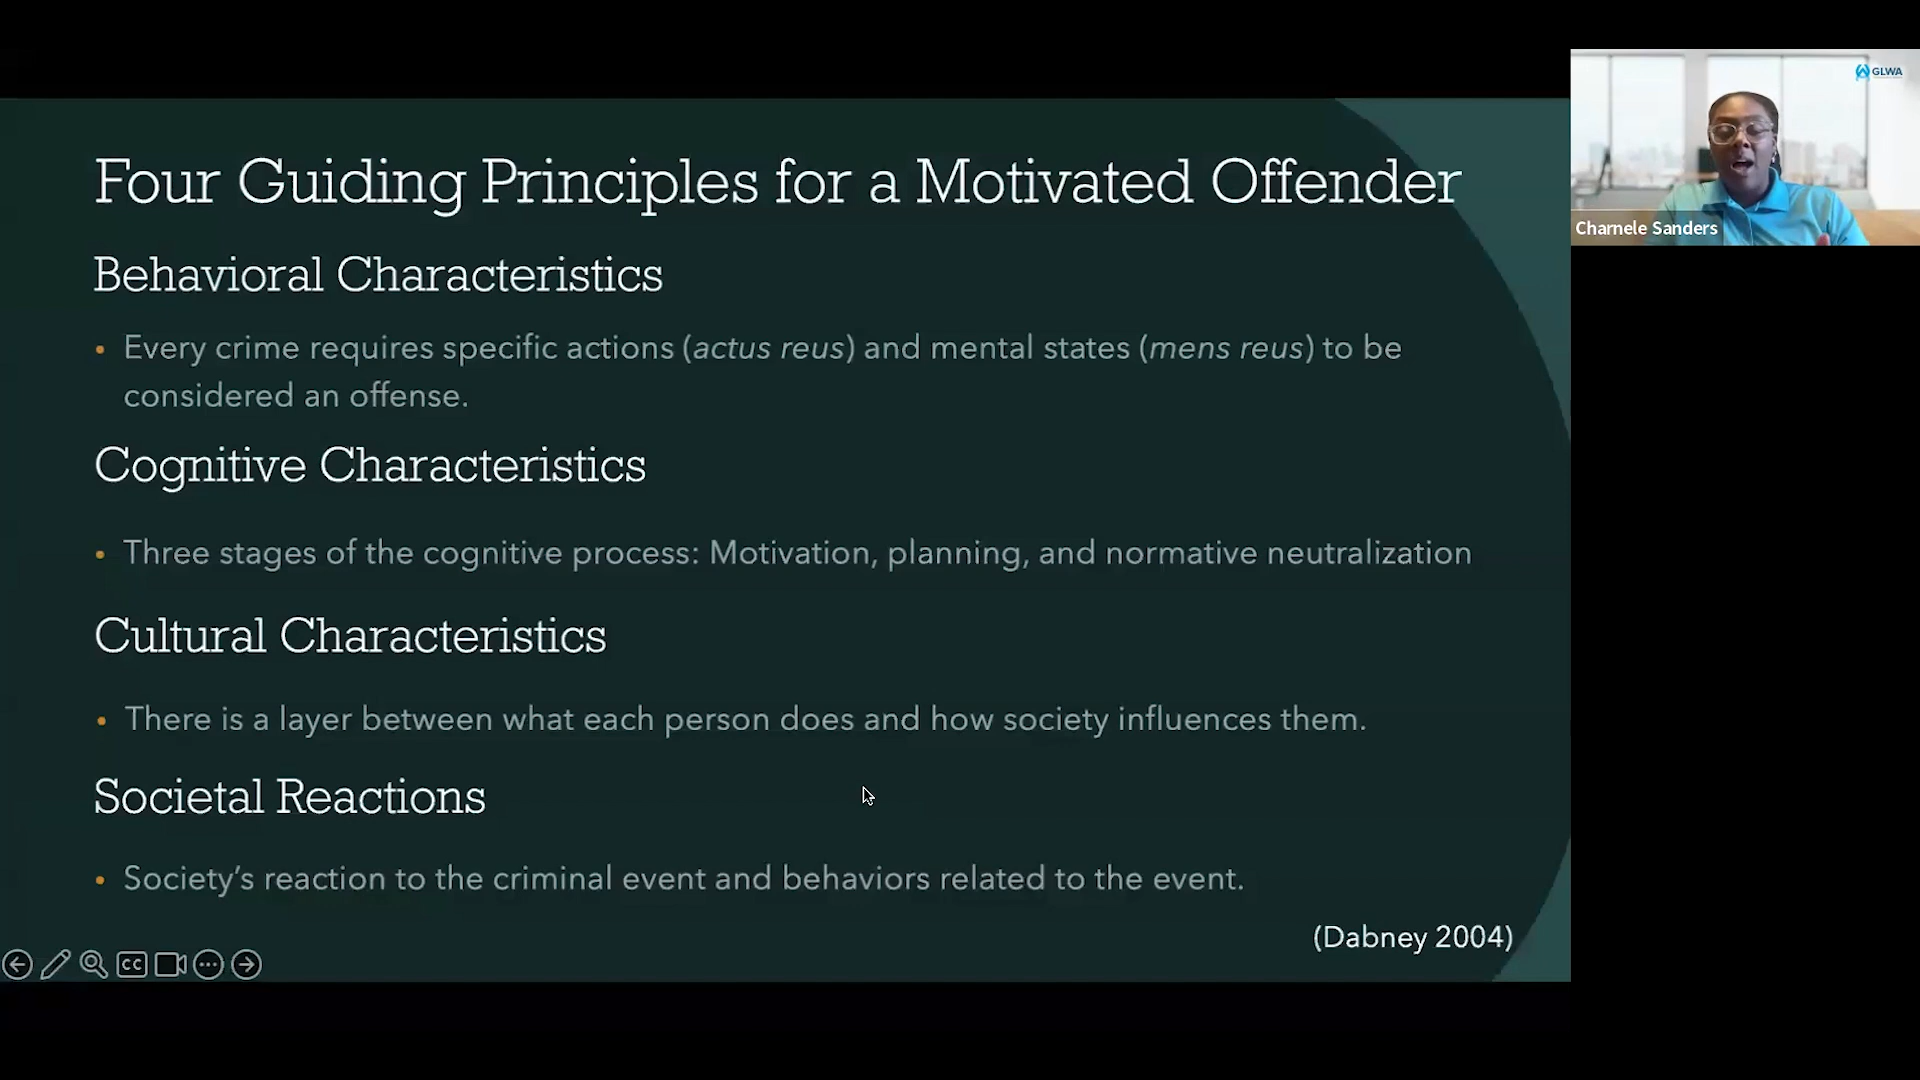 Four Guiding Principles for a Motivated Offender
Behavioral Characteristics
• Every crime requires specific actions (actus reus) and mental states (mens reus) to be
considered an offense.
Cognitive Characteristics
• Three stages of the cognitive process: Motivation, planning, and normative neutralization
Cultural Characteristics
• There is a layer between what each person does and how society influences them.
Societal Reactions
• Society’s reaction to the criminal event and behaviors related to the event.
(Dabney 2004)
CC
GLWA
Charnele Sanders